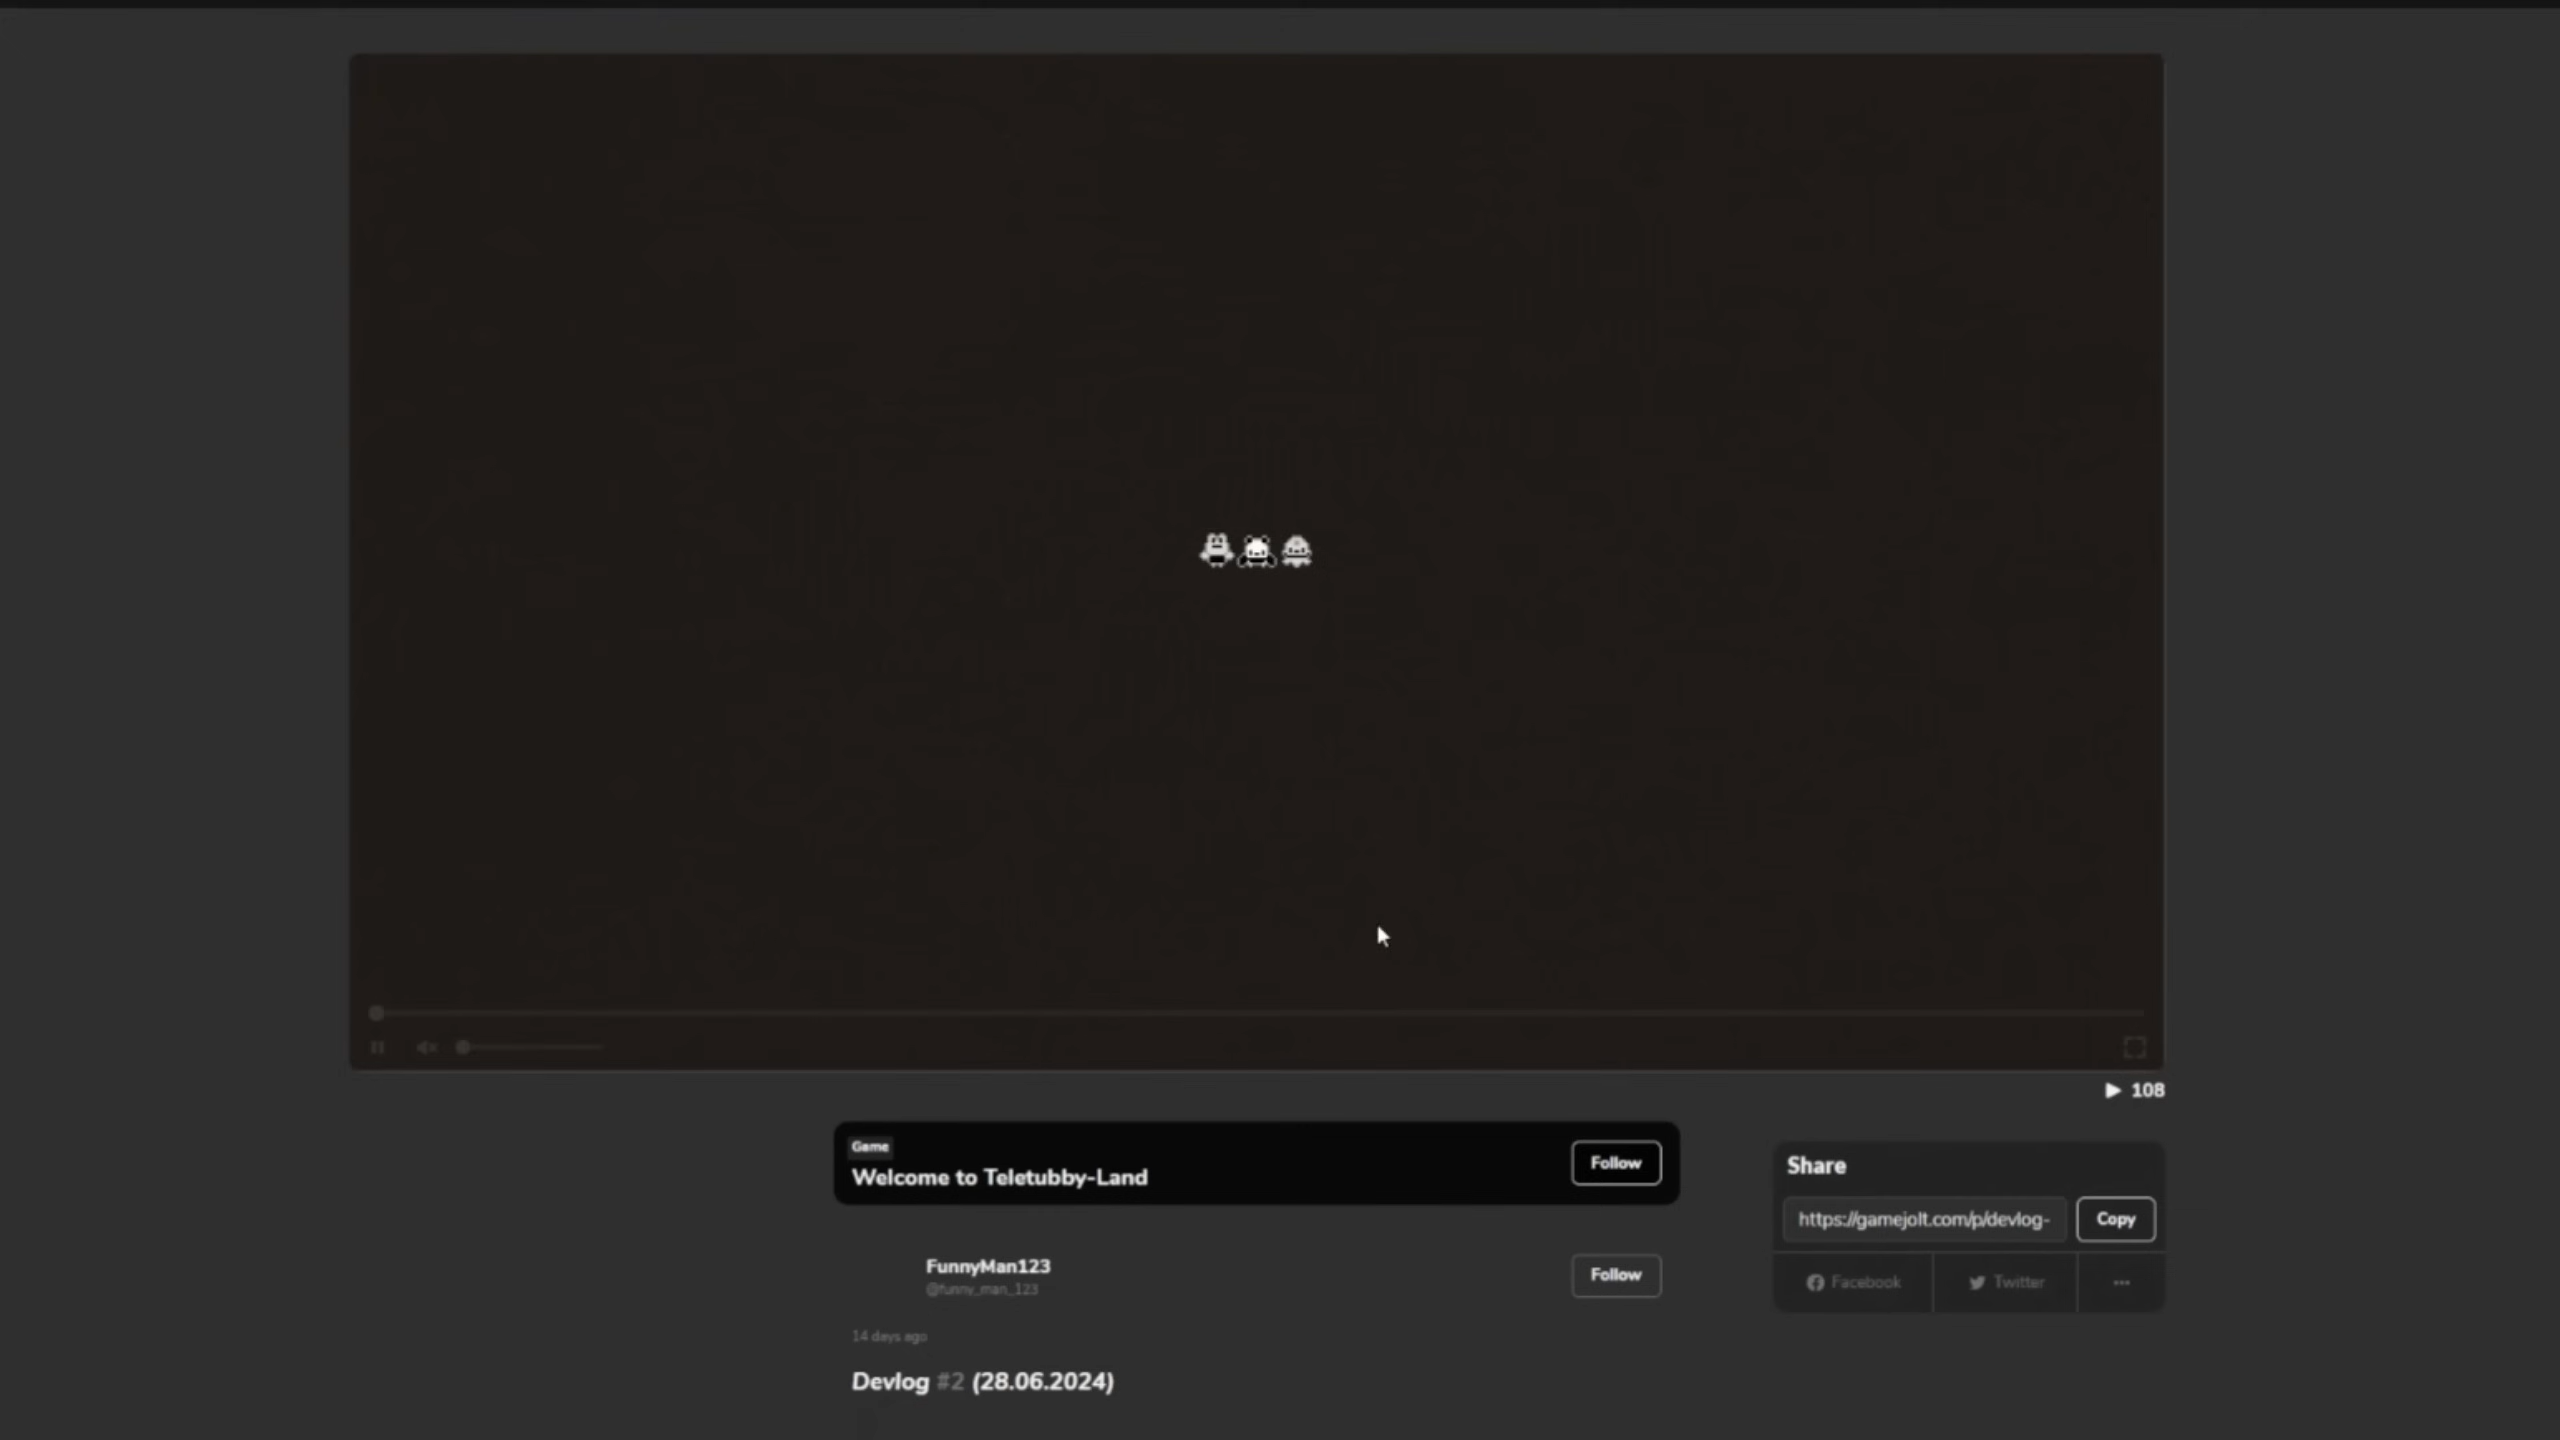 108
Game
Welcome to Teletubby-Land
Follow
Share
https://gamejolt.com/p/devlog-
Copy
FunnyMan123
@funny_man_123
Follow
Facebook
Twitter
14 days ago
Devlog #2 (28.06.2024)